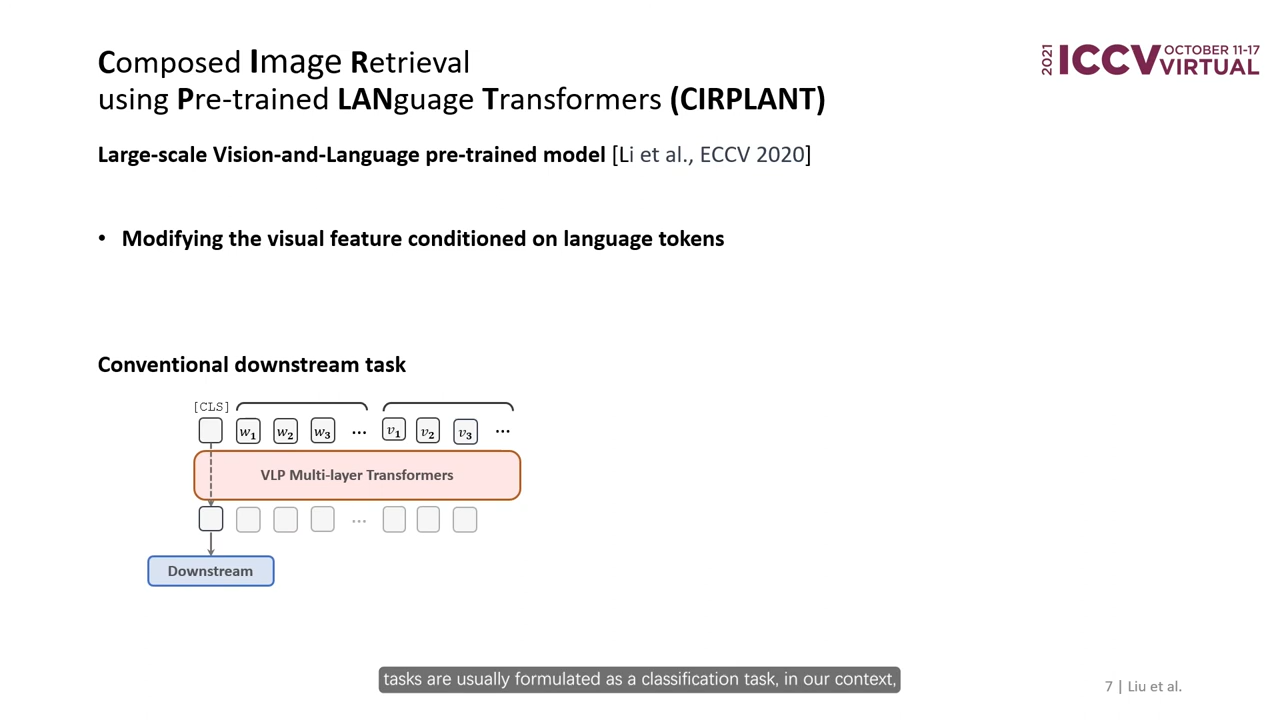 Composed Image Retrieval
using Pre-trained LANguage Transformers (CIRPLANT)
2021 ICCV OCTOBER 11-17 VIRTUAL
Large-scale Vision-and-Language pre-trained model [Li et al., ECCV 2020]
• Modifying the visual feature conditioned on language tokens
Conventional downstream task
[CLS]
w1 w2 w3 ... v1 v2 v3 ...
VLP Multi-layer Transformers
...
Downstream
tasks are usually formulated as a classification task, in our context,
7 | Liu et al.